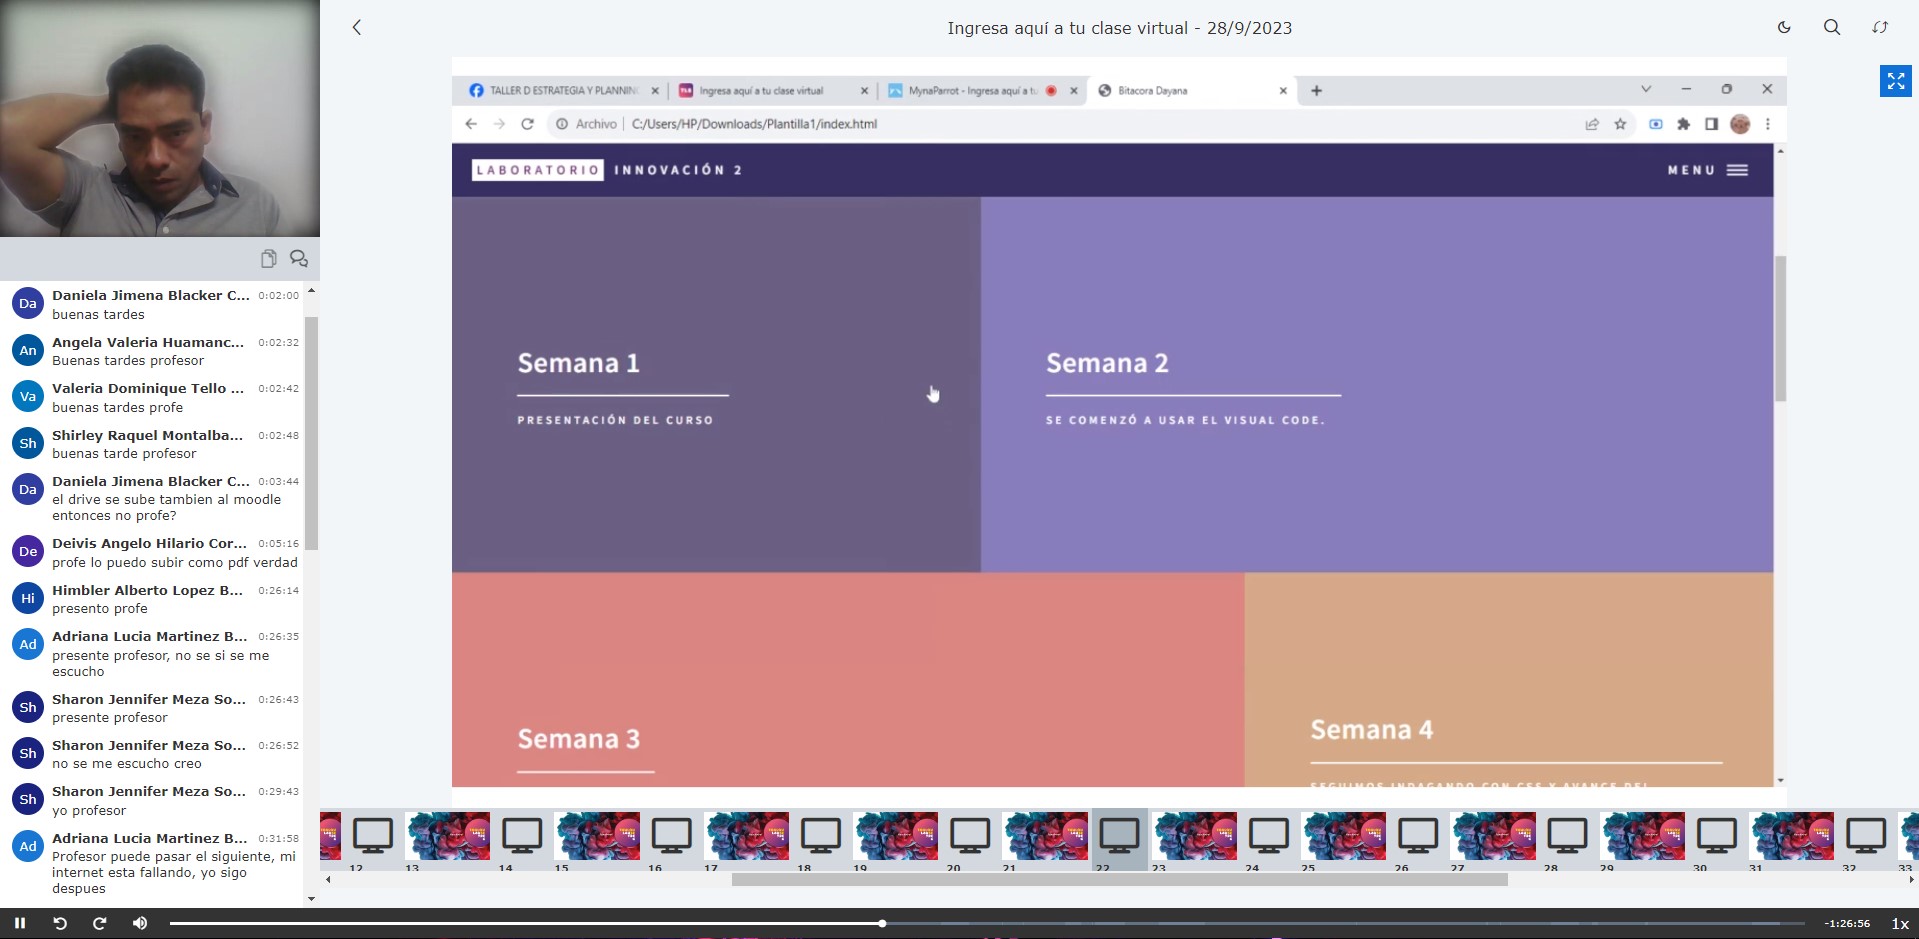 Ingresa aquí a tu clase virtual - 28/9/2023
TALLER D ESTRATEGIA Y PLANNING
Ingresa aquí a tu clase virtual
MynaParrot - Ingresa aquí a tu
Bitacora Dayana
Archivo
C:/Users/HP/Downloads/Plantilla1/index.html
LABORATORIO INNOVACIÓN 2
MENU
Semana 1
PRESENTACIÓN DEL CURSO
Semana 2
SE COMENZÓ A USAR EL VISUAL CODE.
Semana 3
Semana 4
SEGUIMOS INDAGANDO CON CSS Y AVANCE DEL
Da
Daniela Jimena Blacker C... 0:02:00
buenas tardes
An
Angela Valeria Huamanc... 0:02:32
Buenas tardes profesor
Va
Valeria Dominique Tello ... 0:02:42
buenas tardes profe
Sh
Shirley Raquel Montalba... 0:02:48
buenas tarde profesor
Da
Daniela Jimena Blacker C... 0:03:44
el drive se sube tambien al moodle
entonces no profe?
De
Deivis Angelo Hilario Cor... 0:05:16
profe lo puedo subir como pdf verdad
Hi
Himbler Alberto Lopez B... 0:26:14
presento profe
Ad
Adriana Lucia Martinez B... 0:26:35
presente profesor, no se si se me
escucho
Sh
Sharon Jennifer Meza So... 0:26:43
presente profesor
Sh
Sharon Jennifer Meza So... 0:26:52
no se me escucho creo
Sh
Sharon Jennifer Meza So... 0:29:43
yo profesor
Ad
Adriana Lucia Martinez B... 0:31:58
Profesor puede pasar el siguiente, mi
internet esta fallando, yo sigo
despues
12 13 14 15 16 17 18 19 20 21 22 23 24 25 26 27 28 29 30 31 32 33
-1:26:56 1x